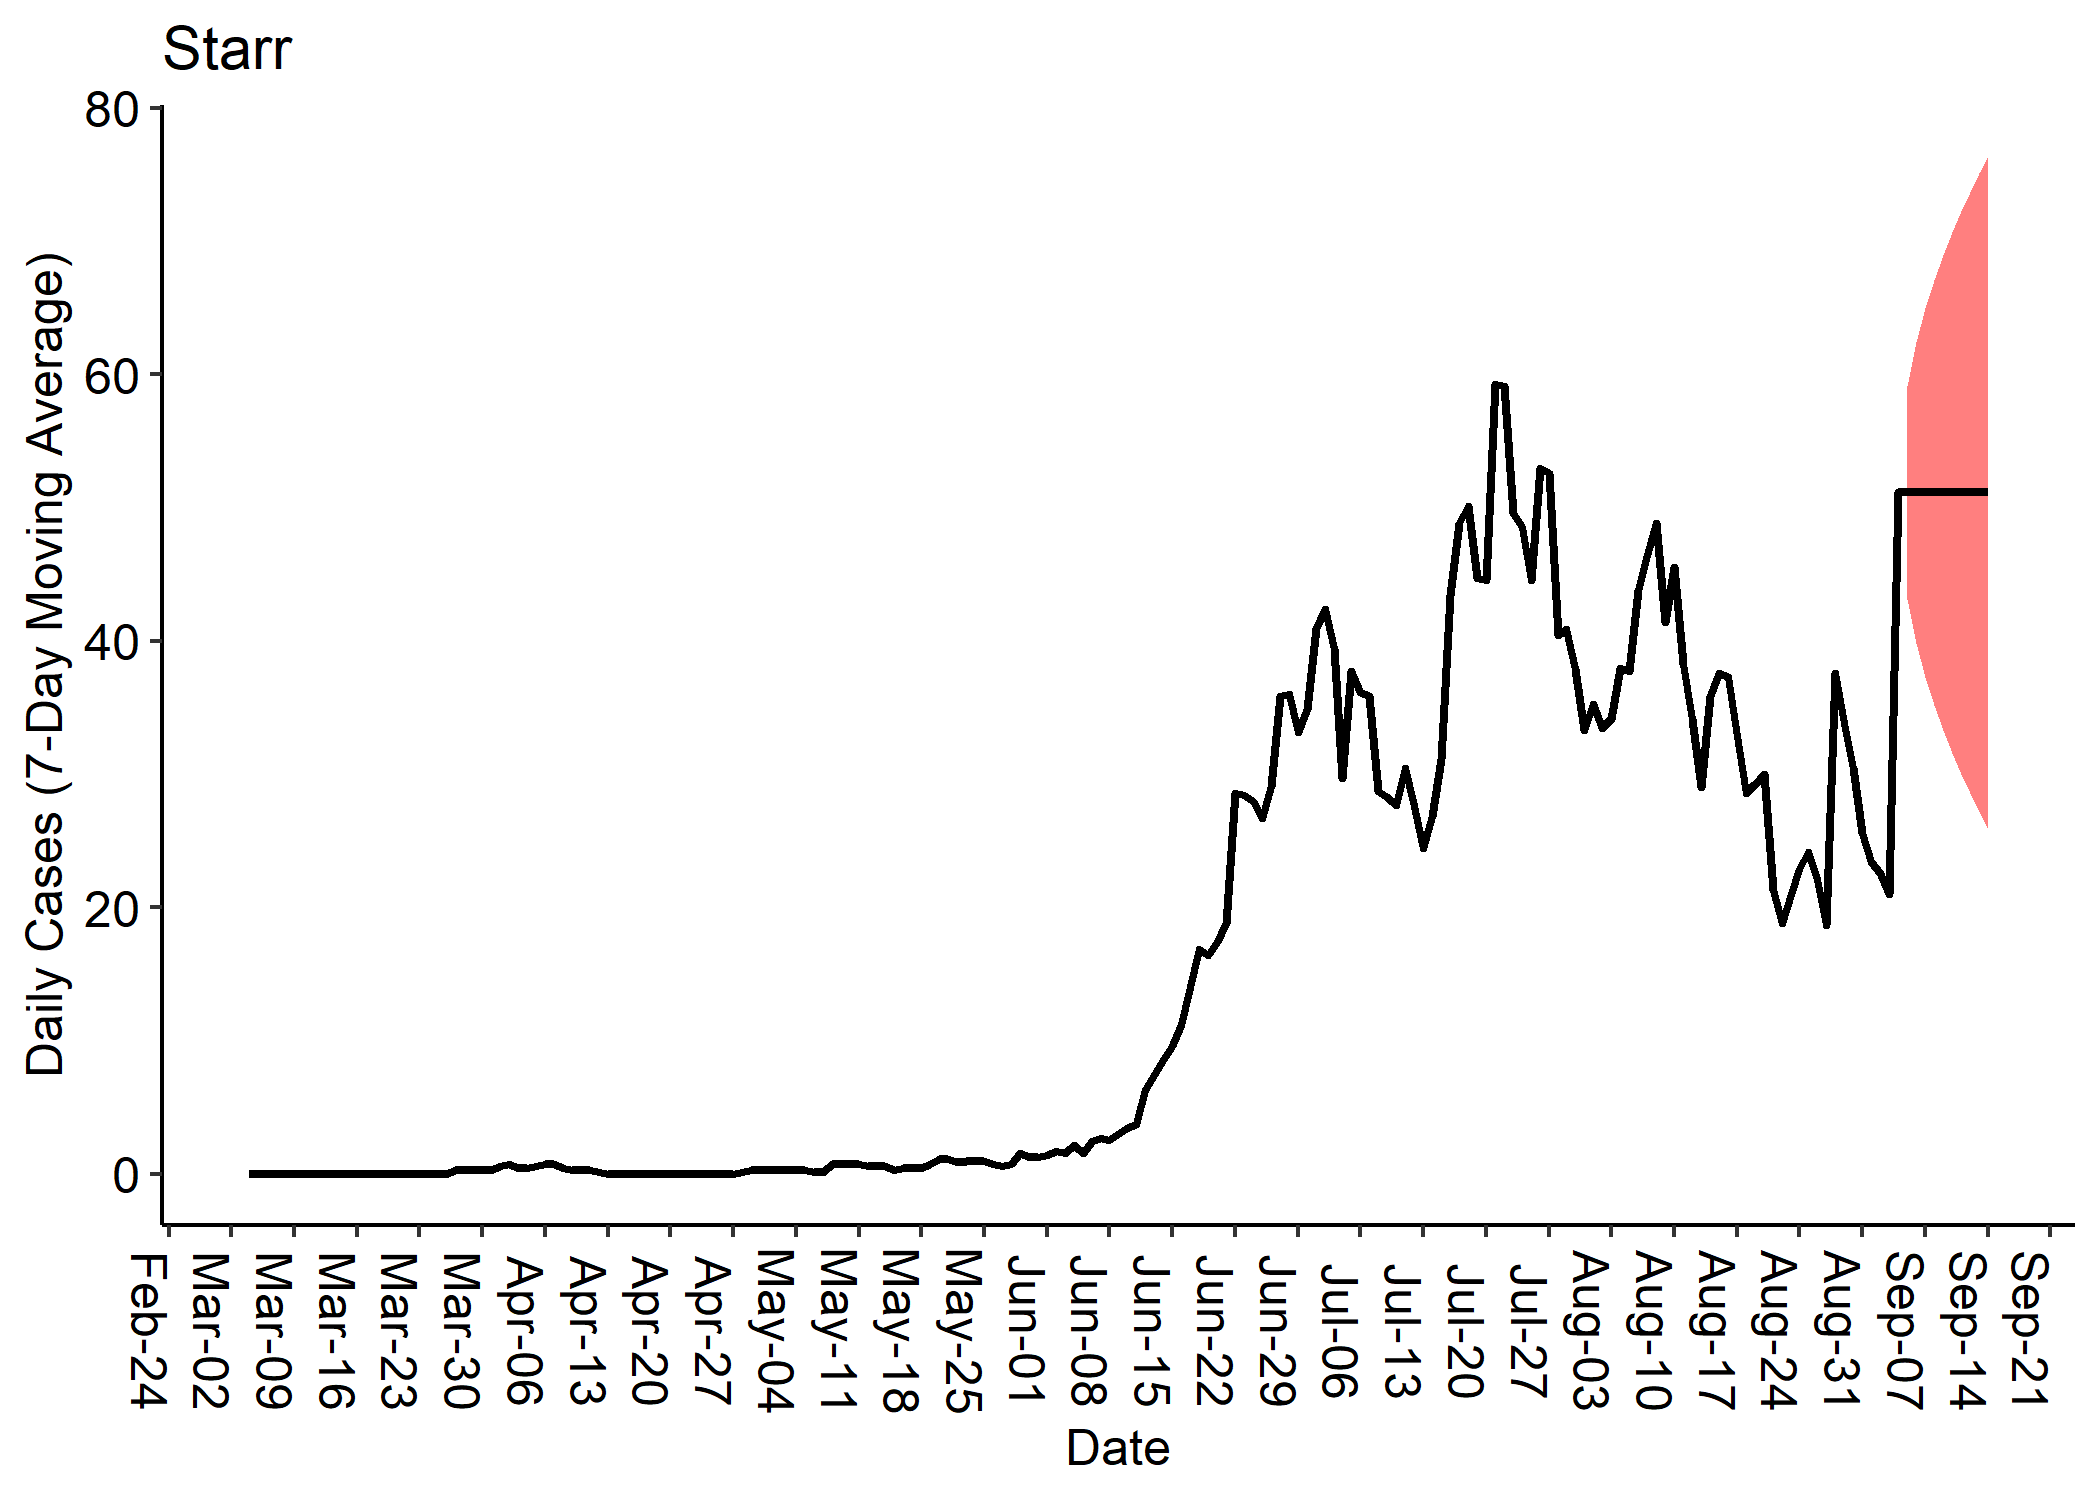 Starr
80
60
40
20
0
Daily Cases (7-Day Moving Average)
Feb-24
Mar-02
Mar-09
Mar-16
Mar-23
Mar-30
Apr-06
Apr-13
Apr-20
Apr-27
May-04
May-11
May-18
May-25
Jun-01
Jun-08
Jun-15
Jun-22
Jun-29
Jul-06
Jul-13
Jul-20
Jul-27
Aug-03
Aug-10
Aug-17
Aug-24
Aug-31
Sep-07
Sep-14
Sep-21
Date